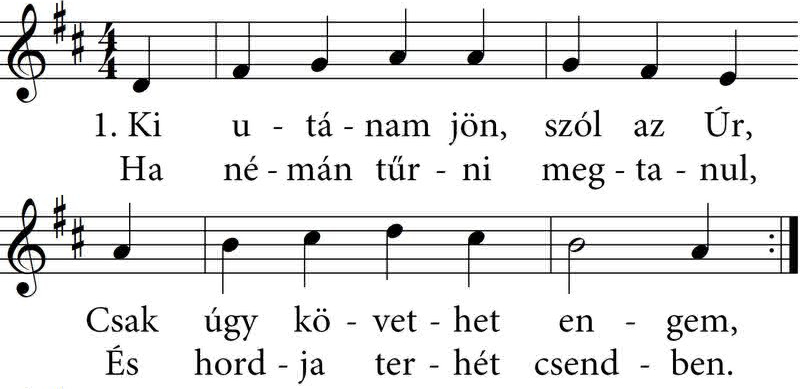 1. Ki u - tá - nam jön, szól az Úr,
Ha né - mán tűr - ni meg - ta - nul,
Csak úgy kö - vet - het en - gem,
És hord - ja ter - hét csend - ben.